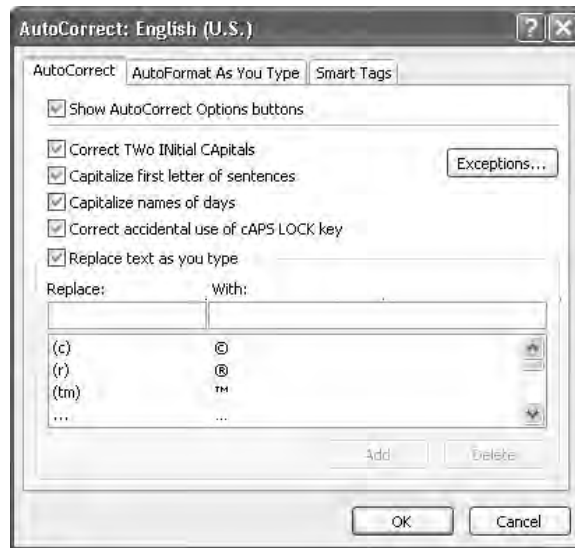 AutoCorrect: English (U.S.)
AutoCorrect AutoFormat As You Type Smart Tags
Show AutoCorrect Options buttons
Correct TWo INitial CApitals
Exceptions...
Capitalize first letter of sentences
Capitalize names of days
Correct accidental use of cAPS LOCK key
Replace text as you type
Replace: With:
(c) ©
(r) ®
(tm) ™
... ...
Add Delete
OK Cancel